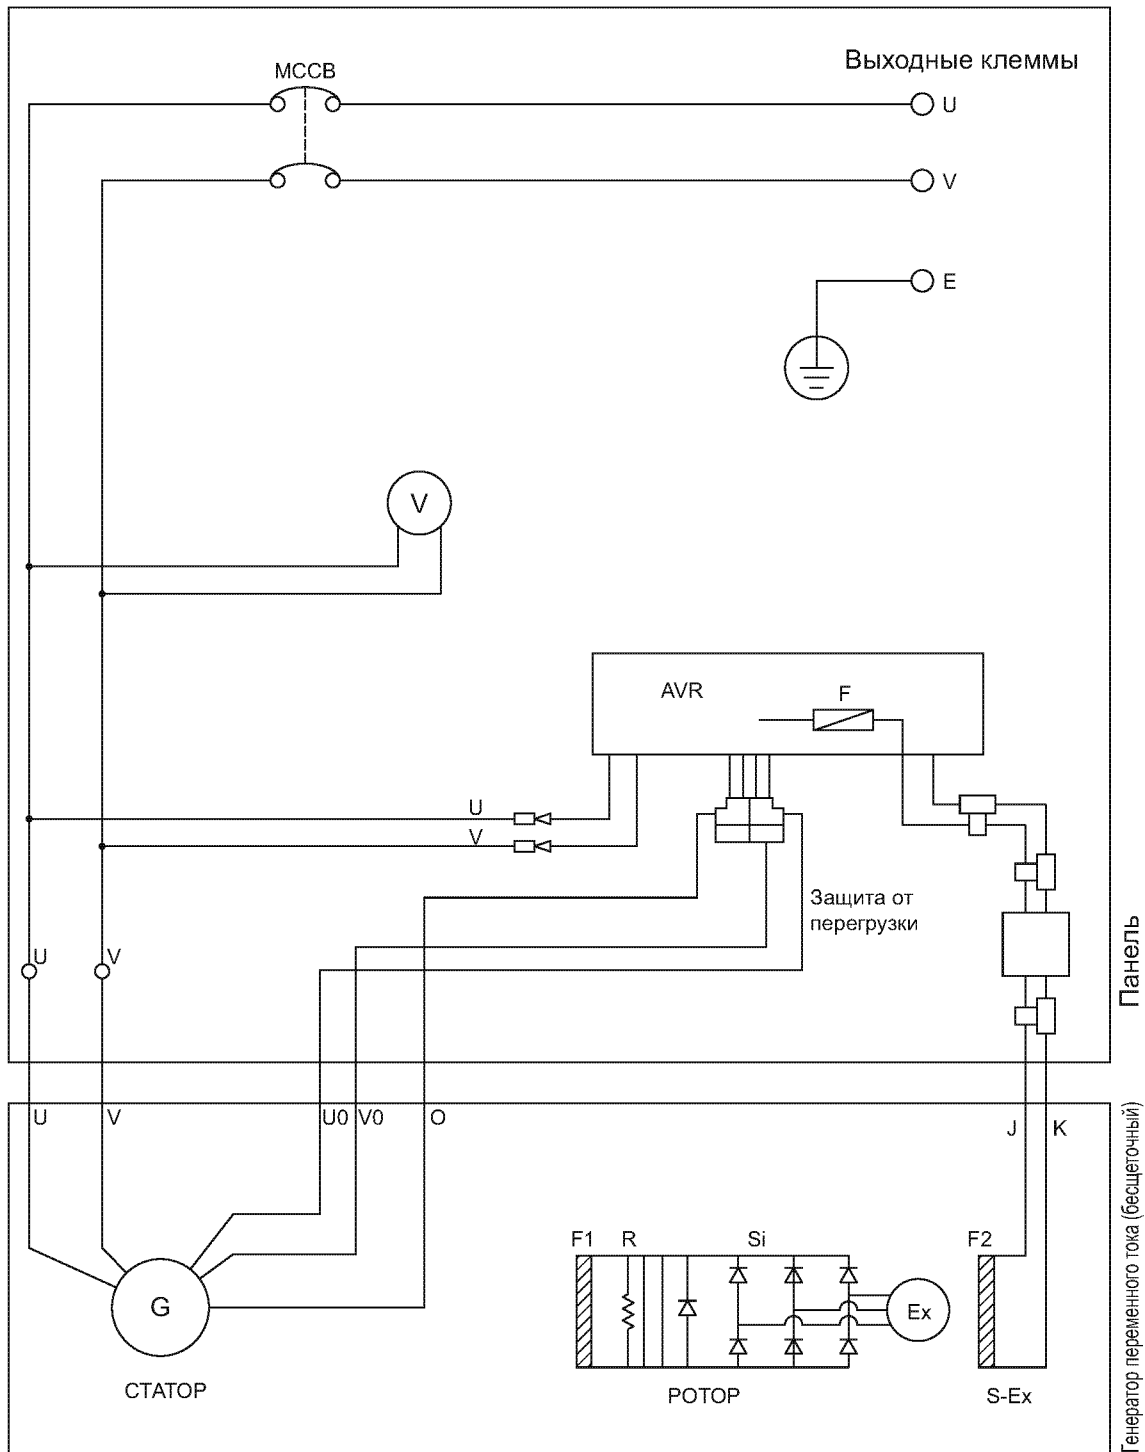 Выходные клеммы
MCCB
U
V
E
V
AVR
F
U
V
Защита от
перегрузки
U
V
Панель
U
V
U0
V0
O
J
K
F1
R
Si
F2
G
Ex
СТАТОР
РОТОР
S-Ex
Генератор переменного тока (бесщеточный)